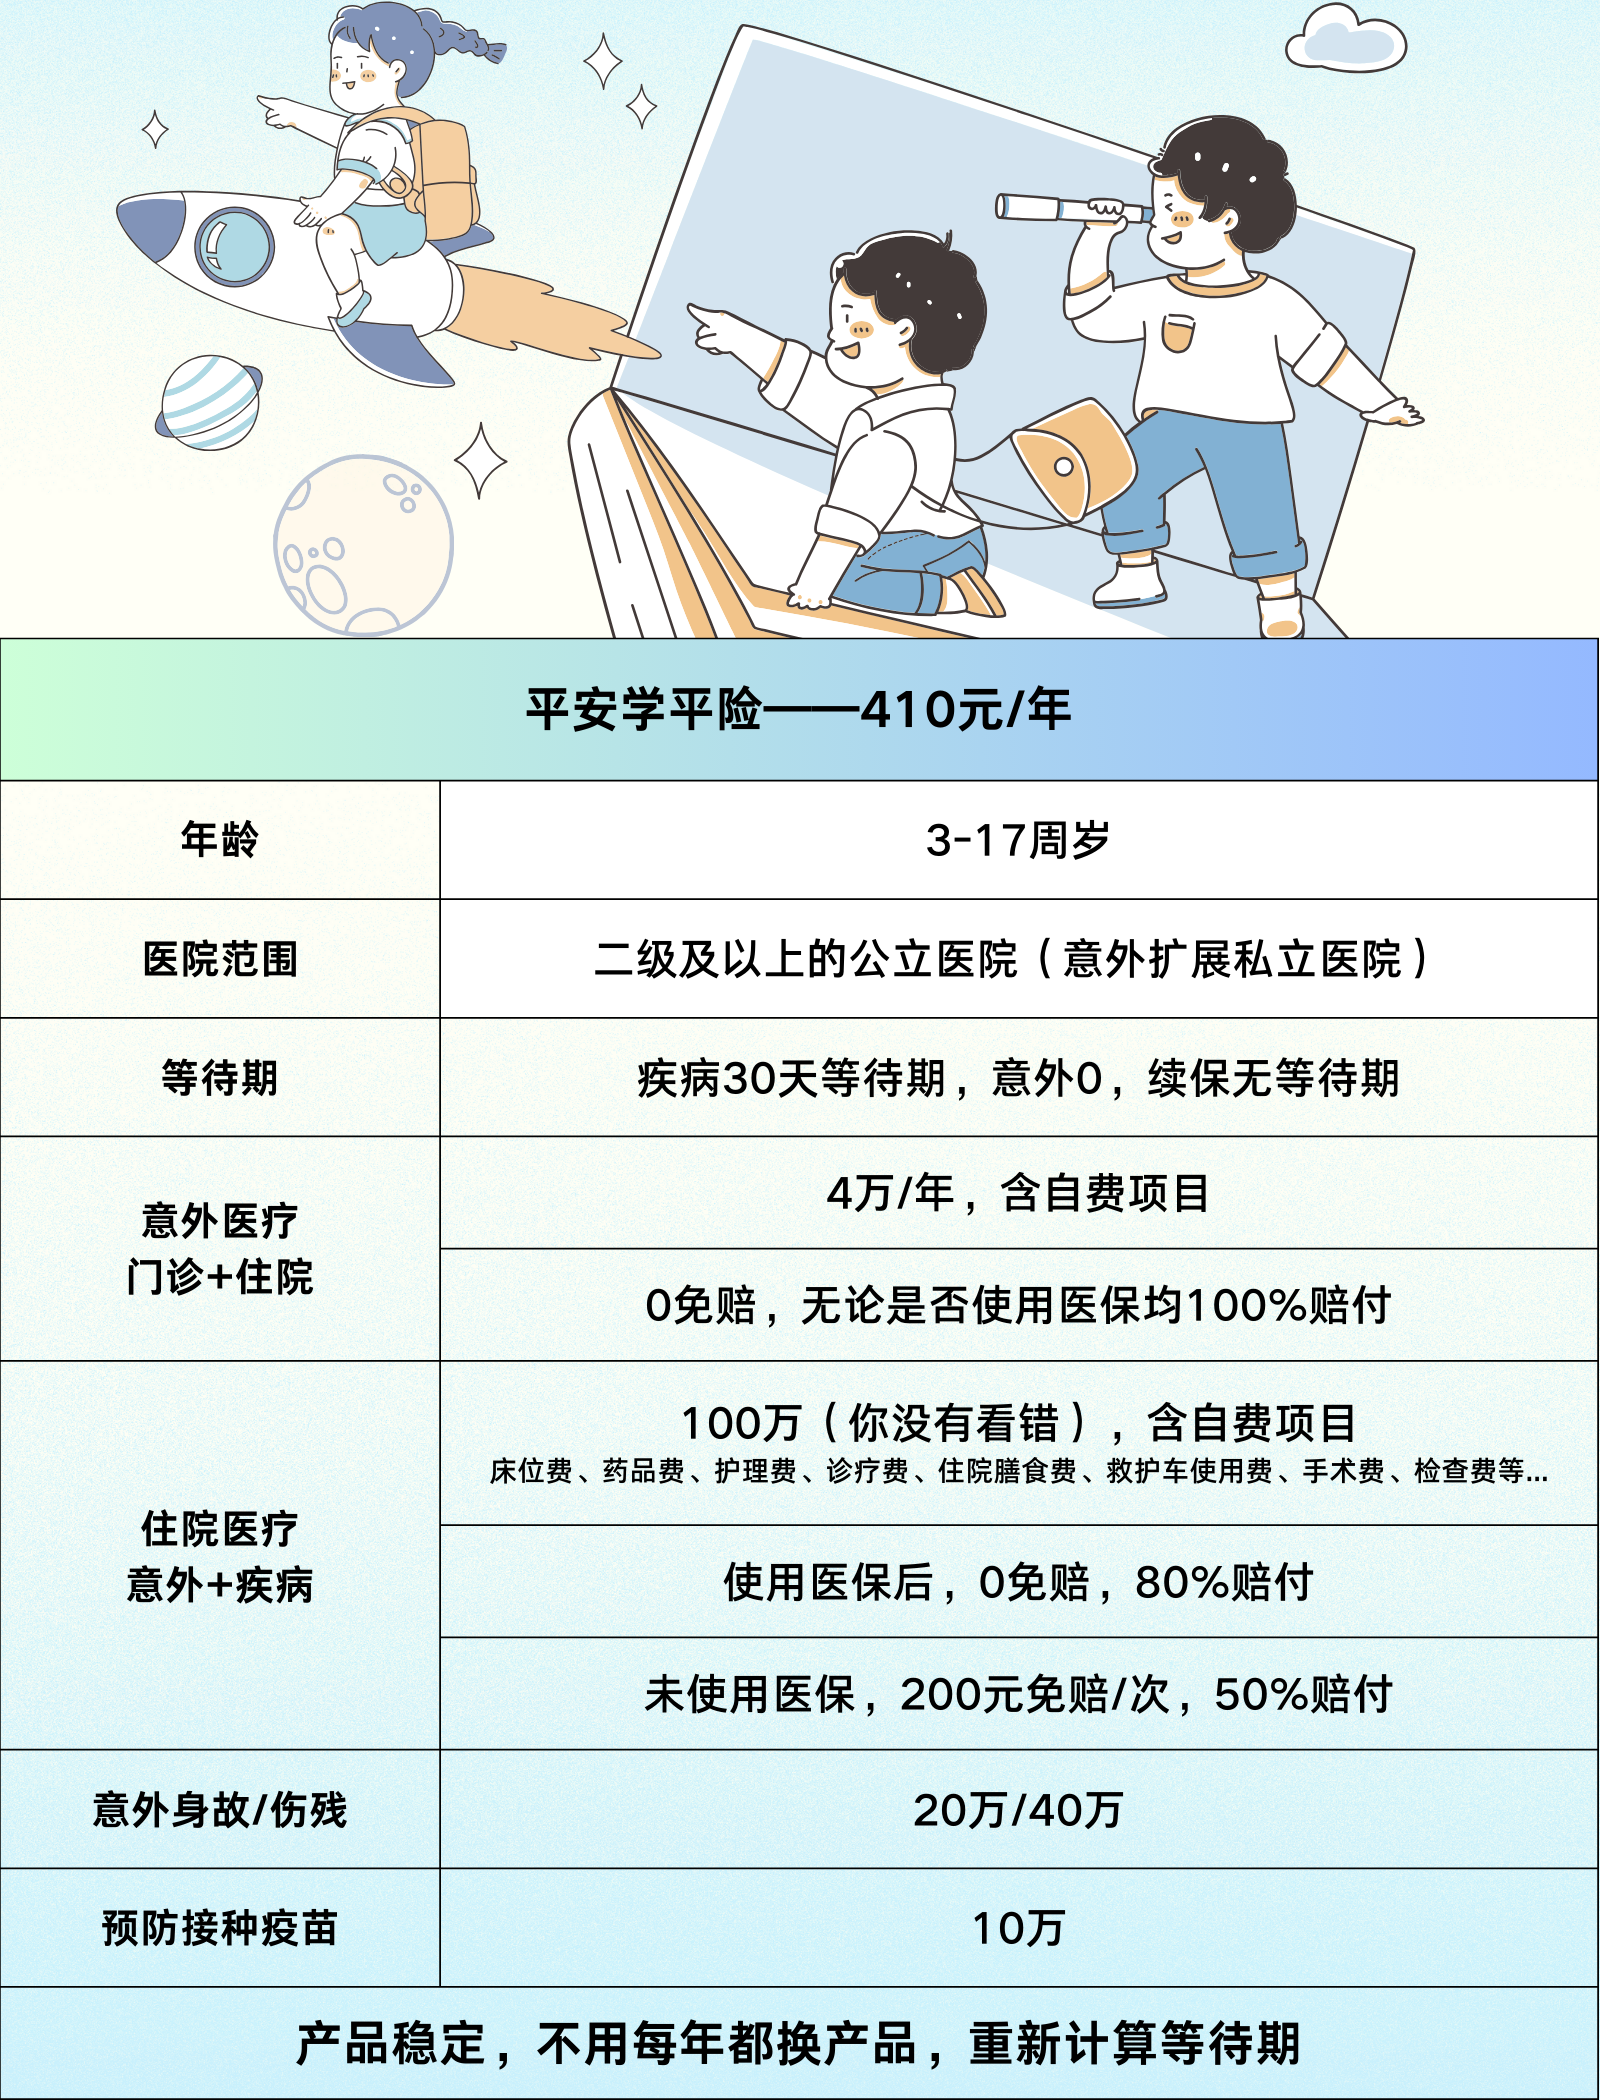 平安学平险——410元/年
年龄
3-17周岁
医院范围
二级及以上的公立医院（意外扩展私立医院）
等待期
疾病30天等待期，意外0，续保无等待期
意外医疗
门诊+住院
4万/年，含自费项目
0免赔，无论是否使用医保均100%赔付
住院医疗
意外+疾病
100万（你没有看错），含自费项目
床位费、药品费、护理费、诊疗费、住院膳食费、救护车使用费、手术费、检查费等...
使用医保后，0免赔，80%赔付
未使用医保，200元免赔/次，50%赔付
意外身故/伤残
20万/40万
预防接种疫苗
10万
产品稳定，不用每年都换产品，重新计算等待期